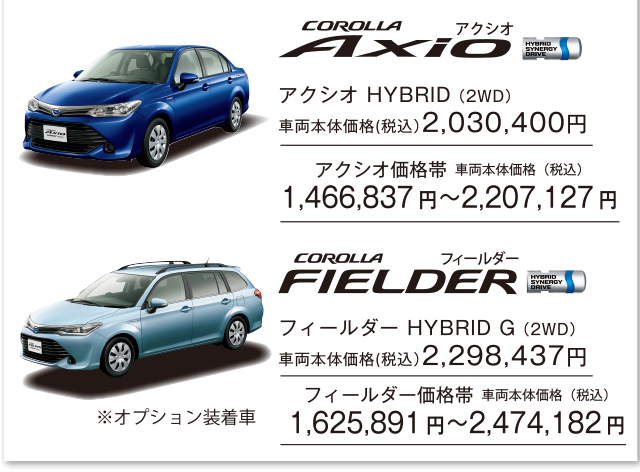 COROLLA
アクシオ
AXiO
HYBRID
SYNERGY
DRIVE
アクシオ HYBRID（2WD）
車両本体価格(税込) 2,030,400円
アクシオ価格帯 車両本体価格（税込）
1,466,837円〜2,207,127円
Axio
COROLLA
フィールダー
FIELDER
HYBRID
SYNERGY
DRIVE
フィールダー HYBRID G（2WD）
車両本体価格(税込) 2,298,437円
フィールダー価格帯 車両本体価格（税込）
1,625,891円〜2,474,182円
※オプション装着車